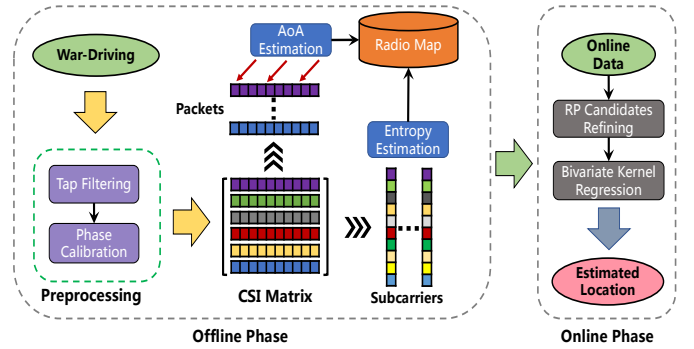 War-Driving
Tap Filtering
Phase
Calibration
Preprocessing
AoA
Estimation
Radio Map
Packets
Entropy
Estimation
CSI Matrix
Subcarriers
Offline Phase
Online
Data
RP Candidates
Refining
Bivariate Kernel
Regression
Estimated
Location
Online Phase